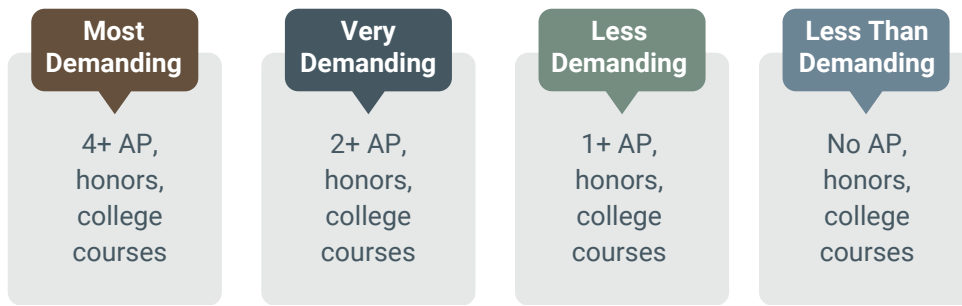 Most
Demanding
4+ AP,
honors,
college
courses
Very
Demanding
2+ AP,
honors,
college
courses
Less
Demanding
1+ AP,
honors,
college
courses
Less Than
Demanding
No AP,
honors,
college
courses